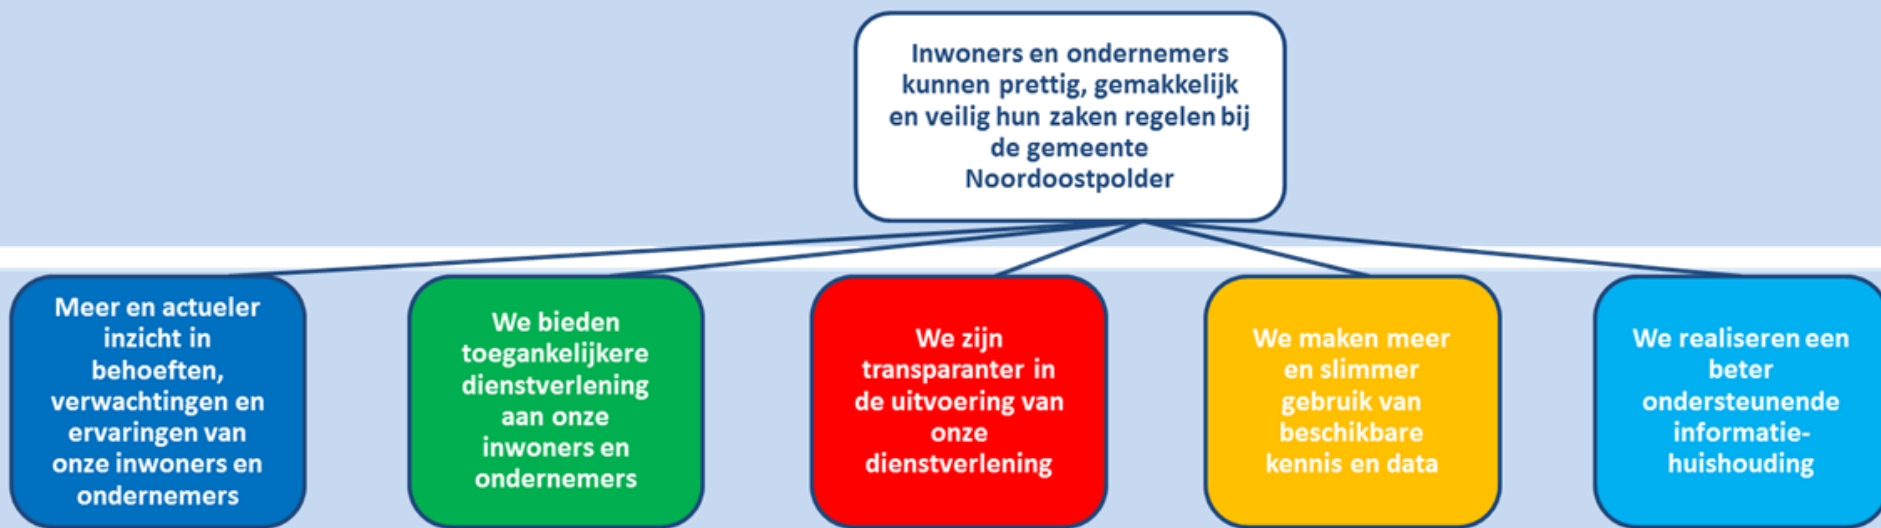 Inwoners en ondernemers
kunnen prettig, gemakkelijk
en veilig hun zaken regelen bij
de gemeente
Noordoostpolder
Meer en actueler
inzicht in
behoeften,
verwachtingen en
ervaringen van
onze inwoners en
ondernemers
We bieden
toegankelijkere
dienstverlening
aan onze
inwoners en
ondernemers
We zijn
transparanter in
de uitvoering van
onze
dienstverlening
We maken meer
en slimmer
gebruik van
beschikbare
kennis en data
We realiseren een
beter
ondersteunende
informatie-
huishouding